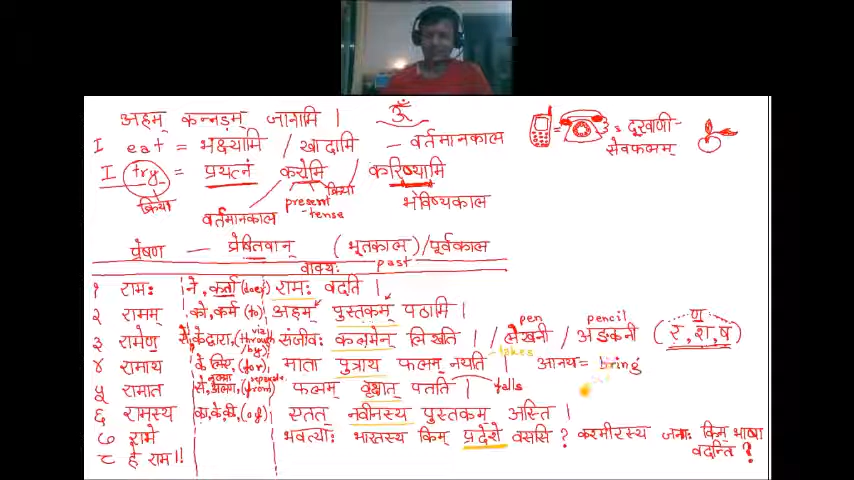 अहम् कन्नडम् जानामि । ॐ
= दूरवाणी-
सेवफलम्
I eat = भक्ष्यामि / खादामि – वर्तमानकाल
I try = प्रयत्नं करोमि करिष्यामि
क्रिया वर्तमानकाल present-tense क्रिया भविष्यकाल
प्रेषण – प्रेषितवान् (भूतकाल) / पूर्वकाल
वाक्यः past
१ रामः ने, कर्ता (does) रामः वदति ।
२ रामम् को, कर्म (to) अहम् पुस्तकम् पठामि ।
pen pencil ण
३ रामेण से, के द्वारा, (through via/by) संजीवः कलमेन् लिखति । / लेखनी / अङ्कनी (र, श, ष)
takes
४ रामाय के लिए, (for) माता पुत्राय फलम् नयति । आनय = bring
५ रामात से, अलग, (from) separate फलम् वृक्षात् पतति । falls
६ रामस्य का, के, की, (of) एतत् नवीनस्य पुस्तकम् अस्ति ।
७ रामे भवत्याः भारतस्य किम् प्रदेशे वससि ? कश्मीरस्य जनाः किम भाषा
८ हे राम !! वदन्ति ?